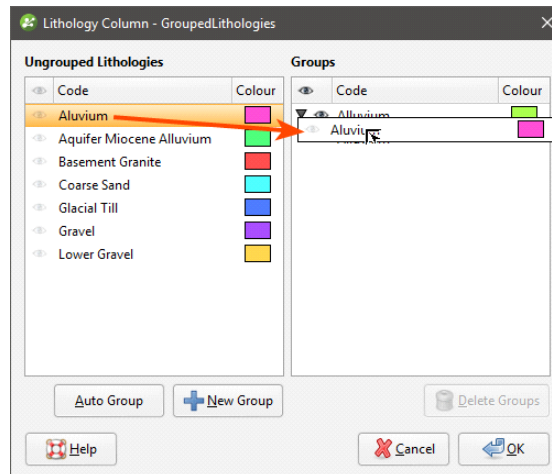 Lithology Column - GroupedLithologies
Ungrouped Lithologies
Groups
Code Colour
Code Colour
Aluvium
Alluvium
Aluvium
Aquifer Miocene Alluvium
Basement Granite
Coarse Sand
Glacial Till
Gravel
Lower Gravel
Auto Group
New Group
Delete Groups
Help
Cancel
OK